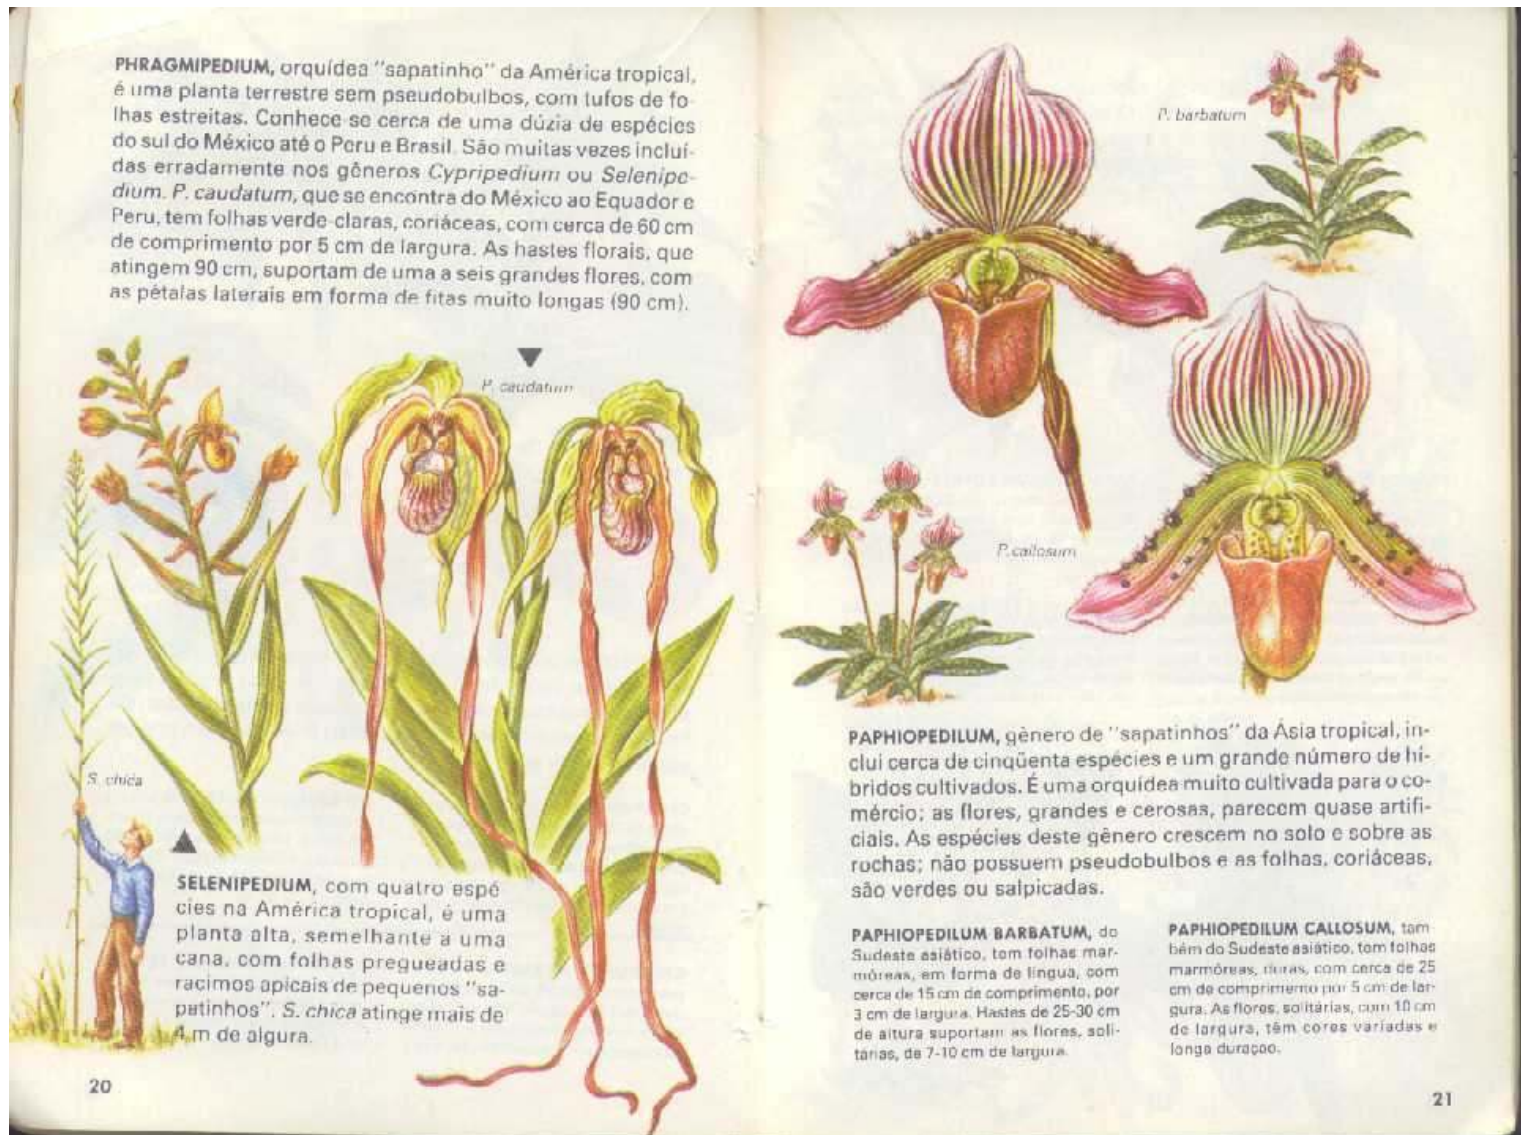 PHRAGMIPEDIUM, orquídea "sapatinho" da América tropical,
é uma planta terrestre sem pseudobulbos, com tufos de fo-
lhas estreitas. Conhece-se cerca de uma dúzia de espécies
do sul do México até o Peru e Brasil. São muitas vezes incluí-
das erradamente nos gêneros Cypripedium ou Selenipe-
dium. P. caudatum, que se encontra do México ao Equador e
Peru, tem folhas verde-claras, coriáceas, com cerca de 60 cm
de comprimento por 5 cm de largura. As hastes florais, que
atingem 90 cm, suportam de uma a seis grandes flores, com
as pétalas laterais em forma de fitas muito longas (90 cm).
P. caudatum
S. chica
SELENIPEDIUM, com quatro espé
cies na América tropical, é uma
planta alta, semelhante a uma
cana, com folhas pregueadas e
racimos apicais de pequenos "sa-
patinhos". S. chica atinge mais de
4 m de algura.
20
P. barbatum
P. callosum
PAPHIOPEDILUM, gênero de "sapatinhos" da Ásia tropical, in-
clui cerca de cinqüenta espécies e um grande número de hí-
bridos cultivados. É uma orquídea muito cultivada para o co-
mércio; as flores, grandes e cerosas, parecem quase artifi-
ciais. As espécies deste gênero crescem no solo e sobre as
rochas; não possuem pseudobulbos e as folhas, coriáceas,
são verdes ou salpicadas.
PAPHIOPEDILUM BARBATUM, do
Sudeste asiático, tem folhas mar-
móreas, em forma de língua, com
cerca de 15 cm de comprimento, por
3 cm de largura. Hastes de 25-30 cm
de altura suportam as flores, soli-
tárias, de 7-10 cm de largura.
PAPHIOPEDILUM CALLOSUM, tam
bém do Sudeste asiático, tem folhas
marmóreas, duras, com cerca de 25
cm de comprimento por 5 cm de lar-
gura. As flores, solitárias, com 10 cm
de largura, têm cores variadas e
longa duração.
21